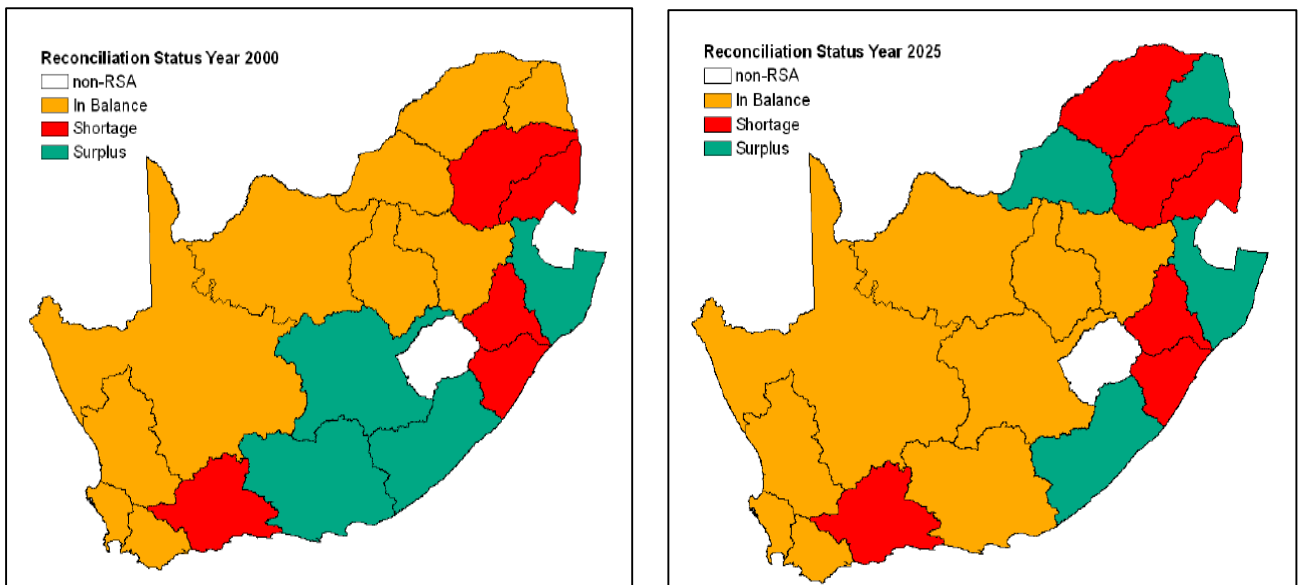 Reconciliation Status Year 2000
non-RSA
In Balance
Shortage
Surplus
Reconciliation Status Year 2025
non-RSA
In Balance
Shortage
Surplus